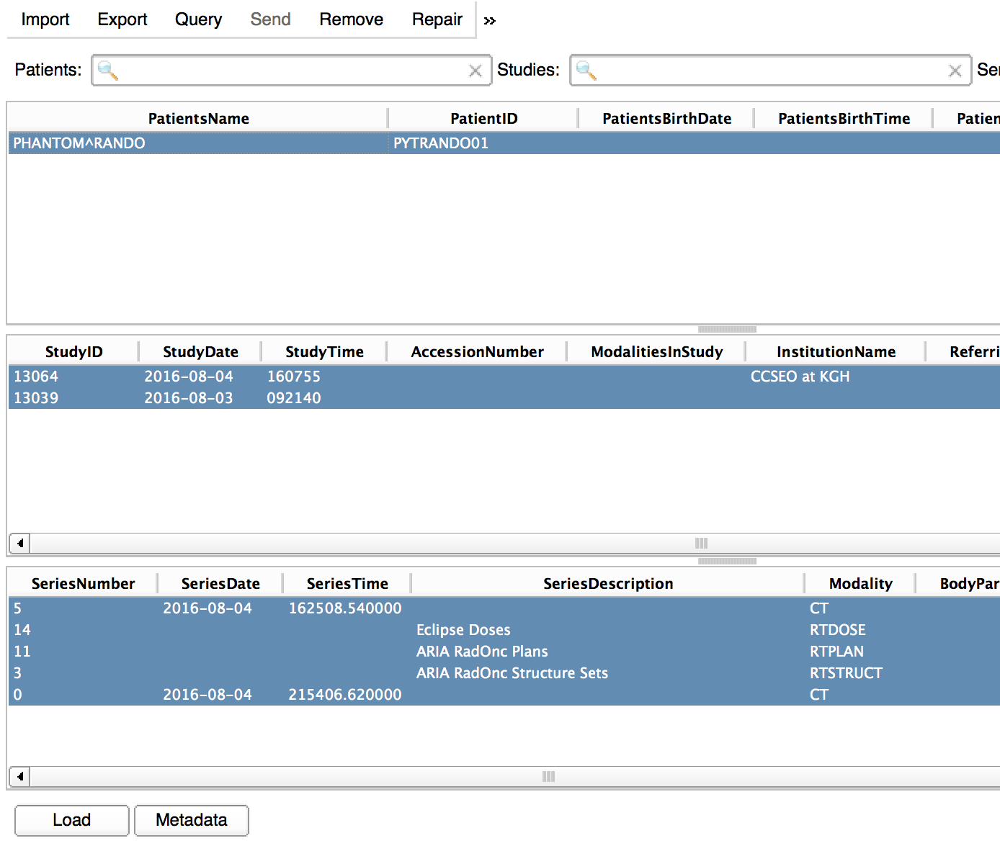 Import Export Query Send Remove Repair »
Patients: Studies: Ser
PatientsName PatientID PatientsBirthDate PatientsBirthTime Patien
PHANTOM^RANDO PYTRANDO01
StudyID StudyDate StudyTime AccessionNumber ModalitiesInStudy InstitutionName Referri
13064 2016-08-04 160755 CCSEO at KGH
13039 2016-08-03 092140
SeriesNumber SeriesDate SeriesTime SeriesDescription Modality BodyPar
5 2016-08-04 162508.540000 CT
14 Eclipse Doses RTDOSE
11 ARIA RadOnc Plans RTPLAN
3 ARIA RadOnc Structure Sets RTSTRUCT
0 2016-08-04 215406.620000 CT
Load Metadata